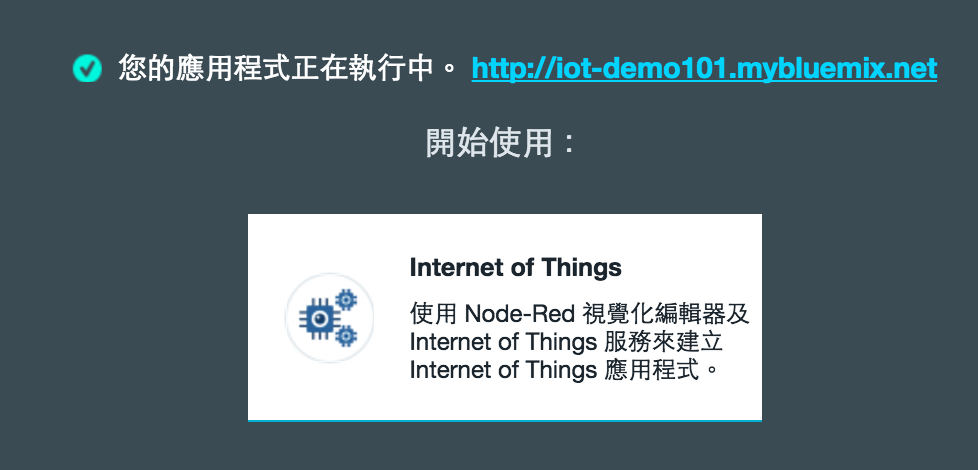 您的應用程式正在執行中。 http://iot-demo101.mybluemix.net
開始使用：
Internet of Things
使用 Node-Red 視覺化編輯器及
Internet of Things 服務來建立
Internet of Things 應用程式。